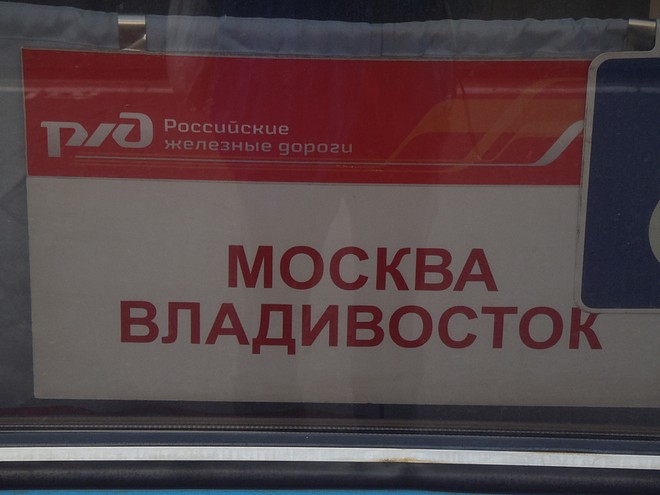 ржд Российские
железные дороги
МОСКВА
ВЛАДИВОСТОК